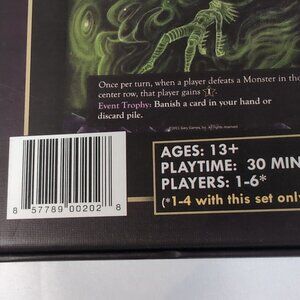 Once per turn, when a player defeats a Monster in the
center row, that player gains 1.
Event Trophy: Banish a card in your hand or
discard pile.
AGES: 13+
PLAYTIME: 30 MIN
PLAYERS: 1-6*
(*1-4 with this set only
8 57789 00202 8